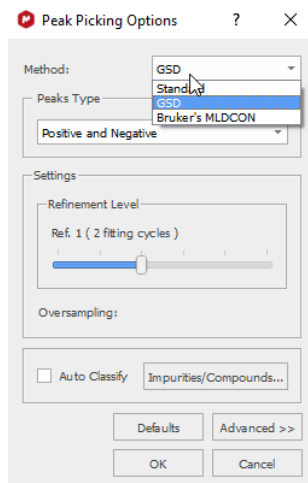 Peak Picking Options ? ×
Method: GSD
Standard
GSD
Bruker's MLDCON
Peaks Type
Positive and Negative
Settings
Refinement Level
Ref. 1 ( 2 fitting cycles )
Oversampling:
Auto Classify Impurities/Compounds...
Defaults Advanced >>
OK Cancel